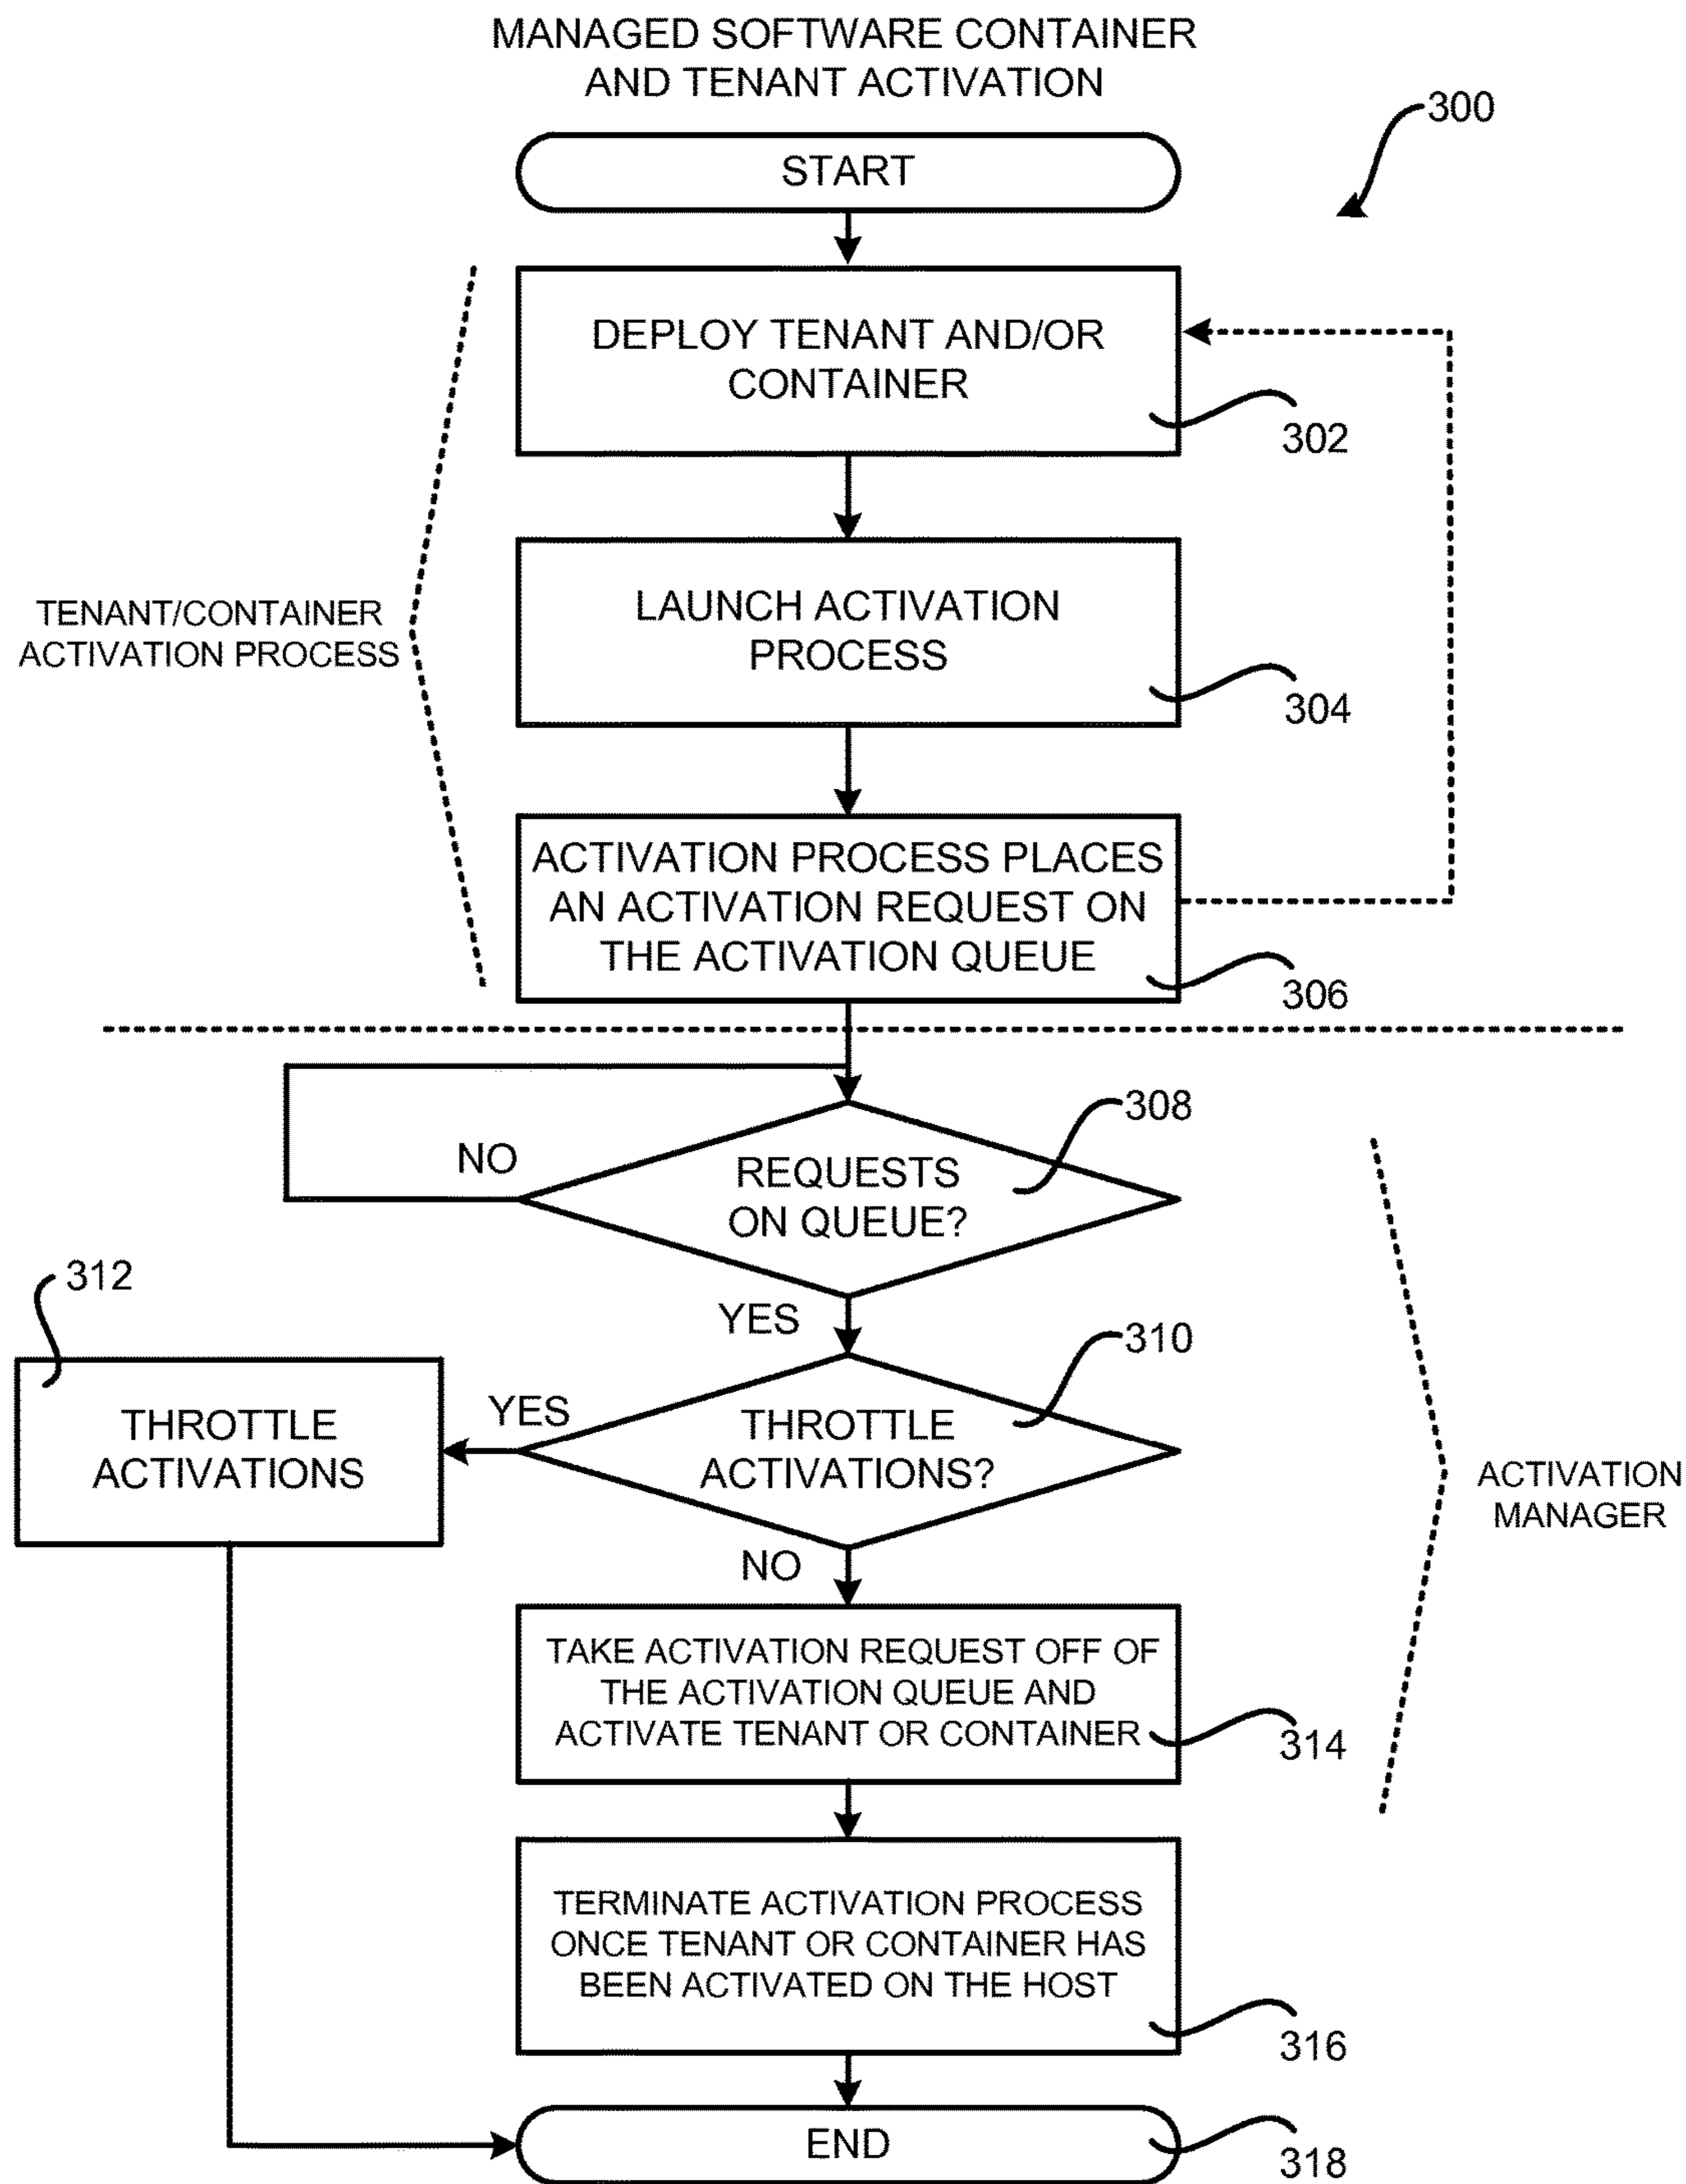 MANAGED SOFTWARE CONTAINER
AND TENANT ACTIVATION
300
START
DEPLOY TENANT AND/OR
CONTAINER
302
LAUNCH ACTIVATION
PROCESS
304
TENANT/CONTAINER
ACTIVATION PROCESS
ACTIVATION PROCESS PLACES
AN ACTIVATION REQUEST ON
THE ACTIVATION QUEUE
306
308
NO
REQUESTS
ON QUEUE?
312
YES
310
THROTTLE
ACTIVATIONS
YES
THROTTLE
ACTIVATIONS?
ACTIVATION
MANAGER
NO
TAKE ACTIVATION REQUEST OFF OF
THE ACTIVATION QUEUE AND
ACTIVATE TENANT OR CONTAINER
314
TERMINATE ACTIVATION PROCESS
ONCE TENANT OR CONTAINER HAS
BEEN ACTIVATED ON THE HOST
316
END
318